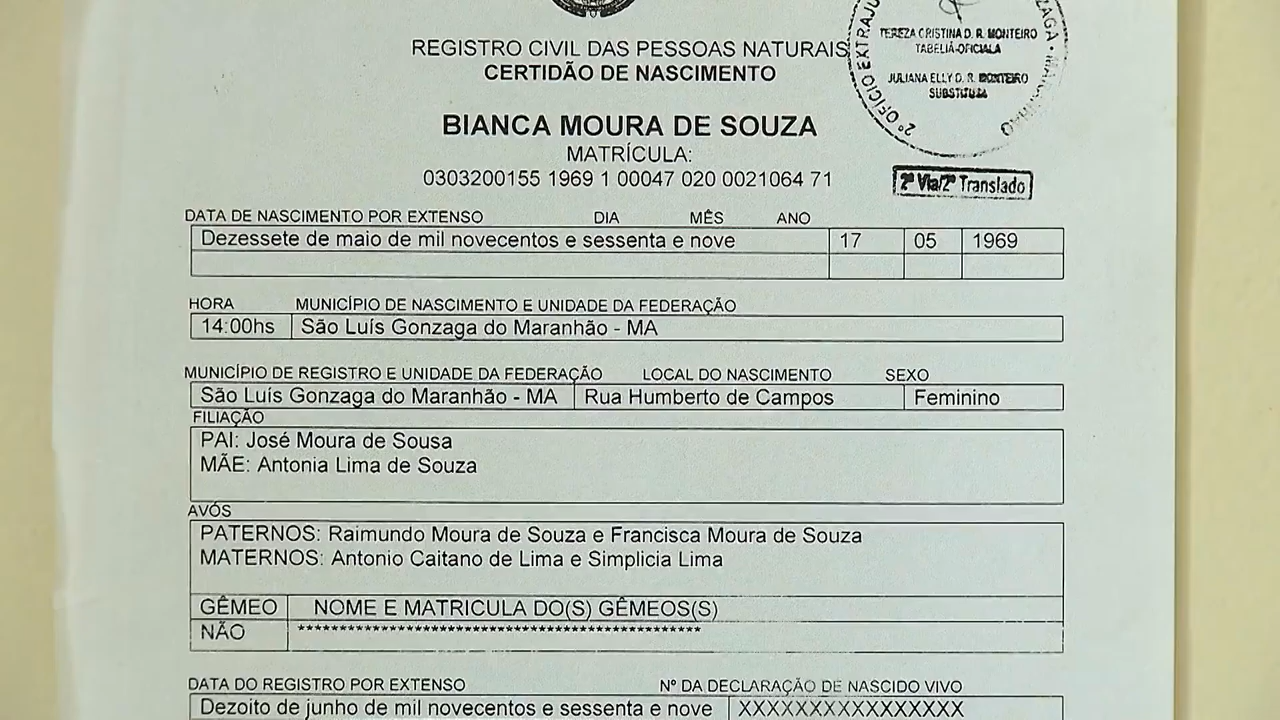 REGISTRO CIVIL DAS PESSOAS NATURAIS
CERTIDÃO DE NASCIMENTO
2º OFÍCIO EXTRAJU
TEREZA CRISTINA D. R. MONTEIRO
TABELIÃ-OFICIALA
JULIANA ELLY D. R. MONTEIRO
SUBSTITUTA
BIANCA MOURA DE SOUZA
MATRÍCULA:
0303200155 1969 1 00047 020 0021064 71
2ª Via/2º Translado
DATA DE NASCIMENTO POR EXTENSO DIA MÊS ANO
Dezessete de maio de mil novecentos e sessenta e nove 17 05 1969
HORA MUNICÍPIO DE NASCIMENTO E UNIDADE DA FEDERAÇÃO
14:00hs São Luís Gonzaga do Maranhão - MA
MUNICÍPIO DE REGISTRO E UNIDADE DA FEDERAÇÃO LOCAL DO NASCIMENTO SEXO
São Luís Gonzaga do Maranhão - MA Rua Humberto de Campos Feminino
FILIAÇÃO
PAI: José Moura de Sousa
MÃE: Antonia Lima de Souza
AVÓS
PATERNOS: Raimundo Moura de Souza e Francisca Moura de Souza
MATERNOS: Antonio Caitano de Lima e Simplicia Lima
GÊMEO NOME E MATRICULA DO(S) GÊMEOS(S)
NÃO ************************************************
DATA DO REGISTRO POR EXTENSO Nº DA DECLARAÇÃO DE NASCIDO VIVO
Dezoito de junho de mil novecentos e sessenta e nove XXXXXXXXXXXXXXXX